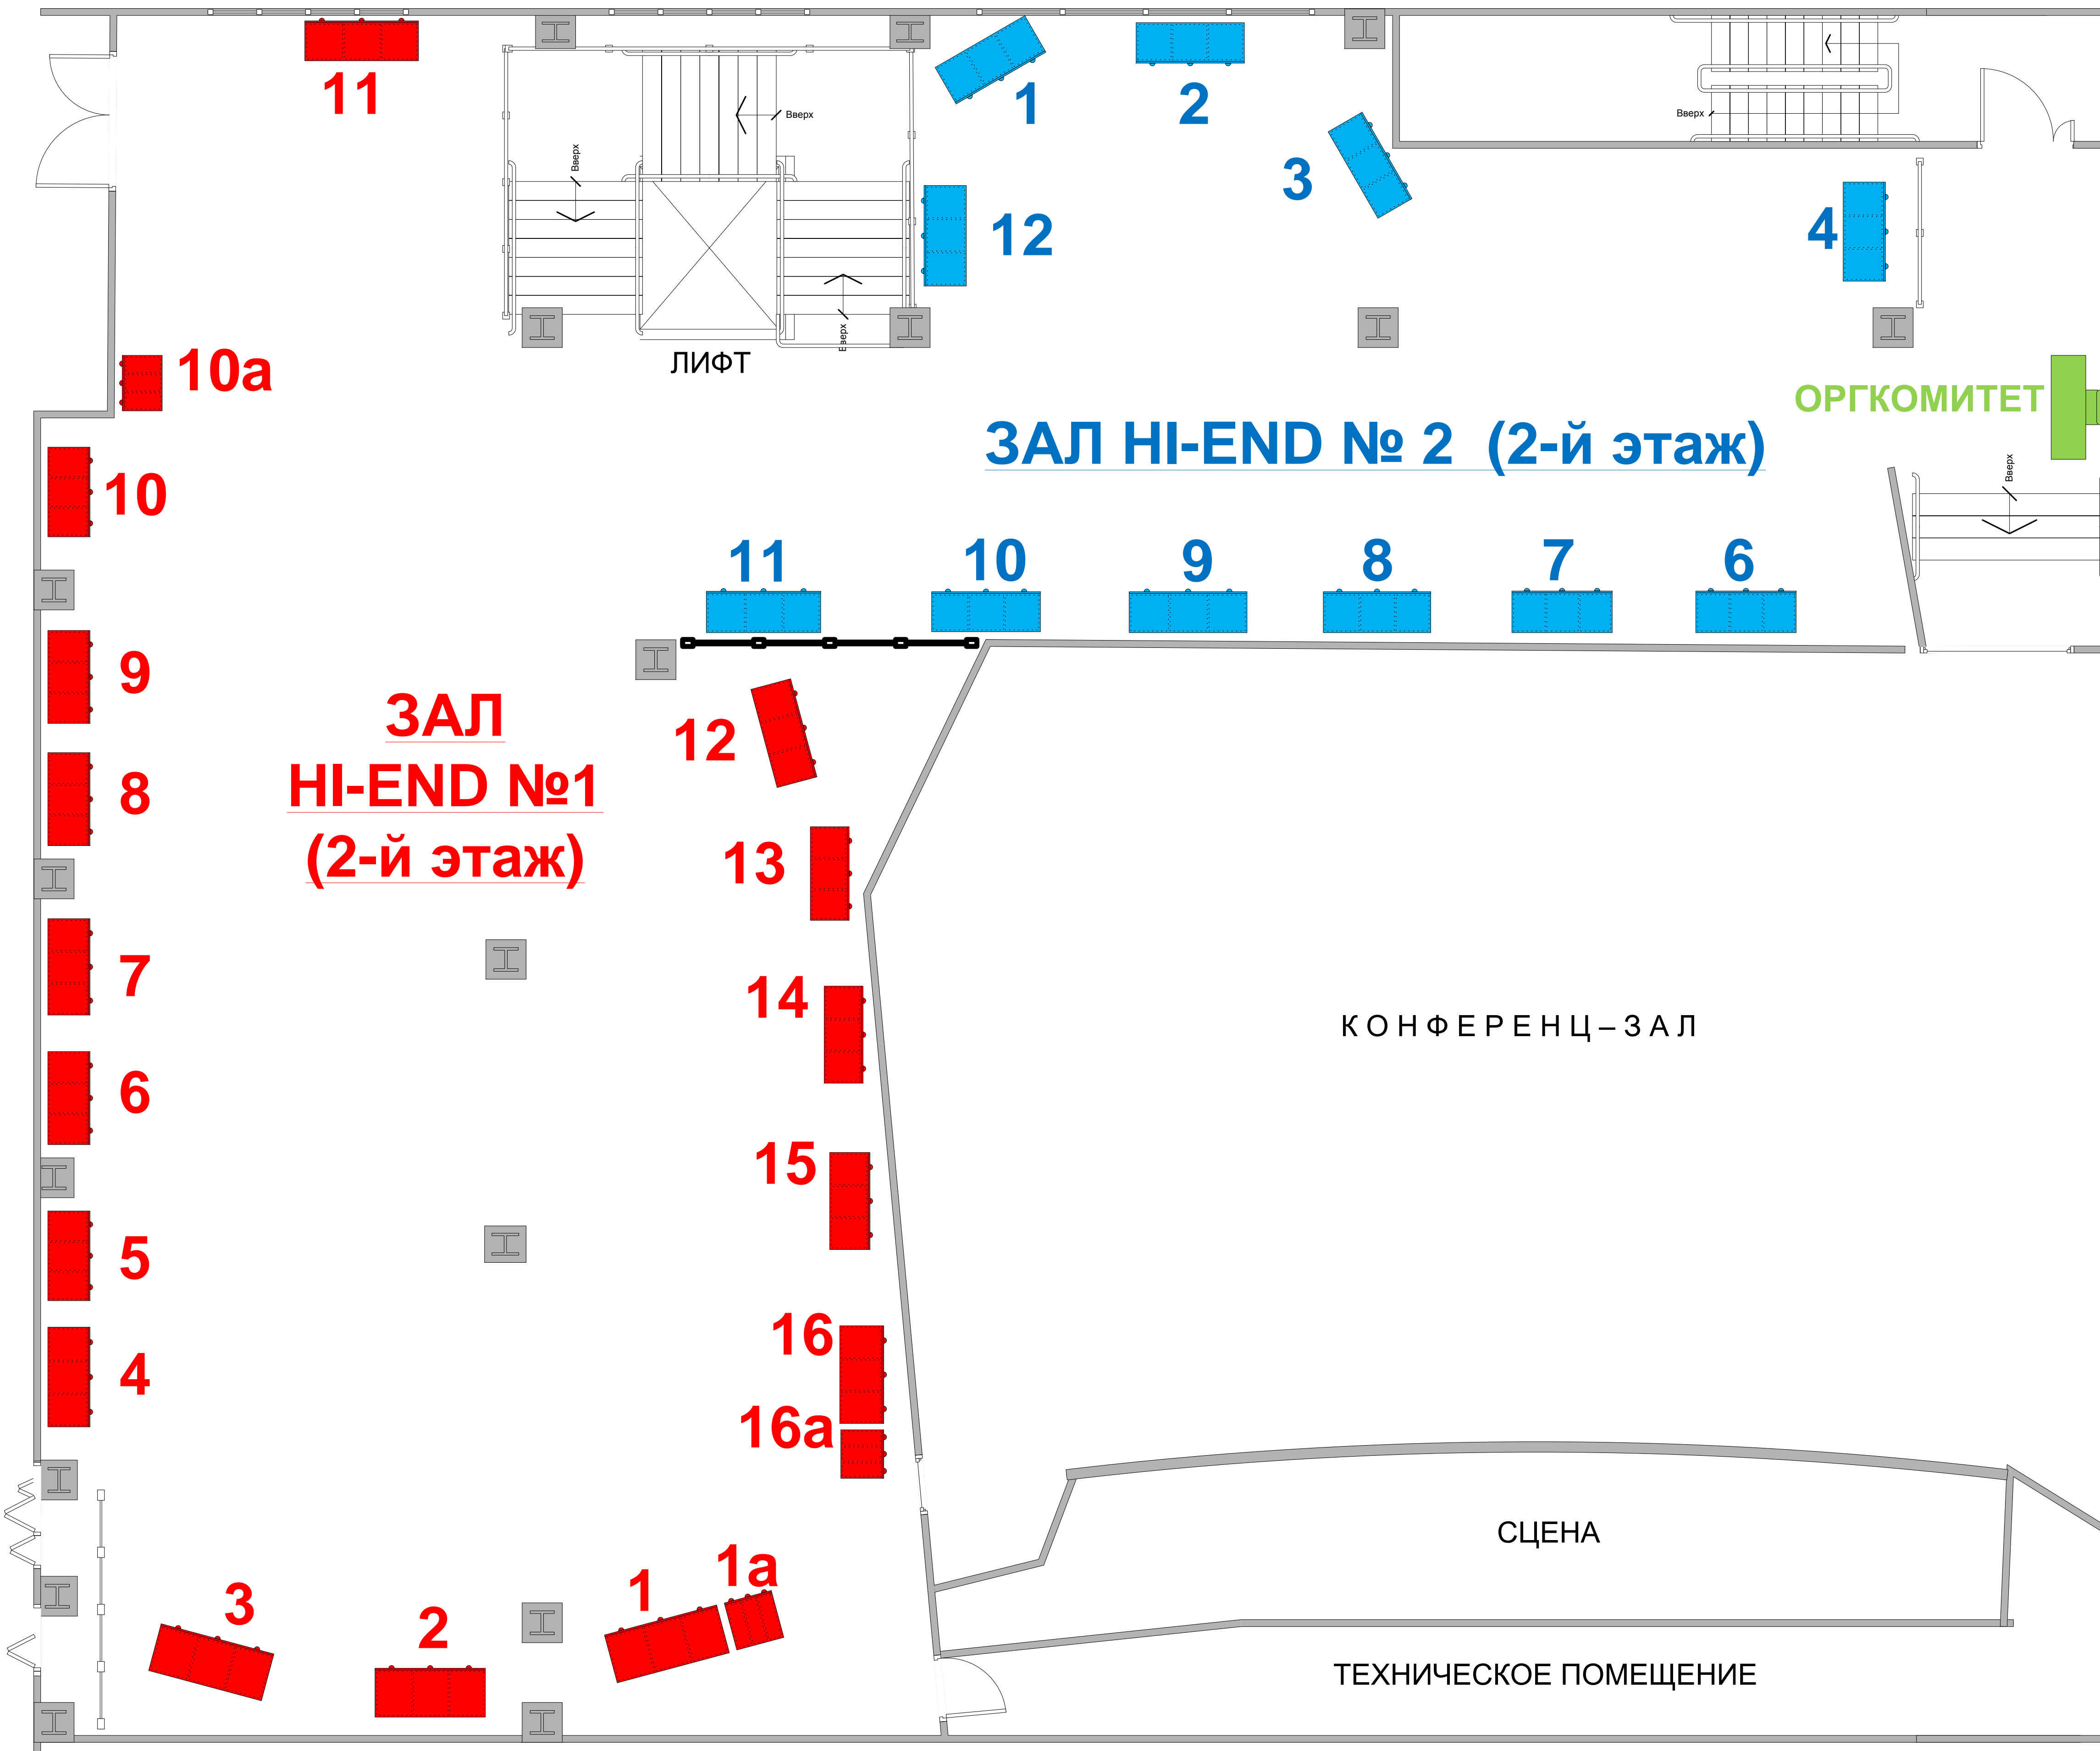 11
1
2
Вверх
Вверх
Вверх
3
12
4
Вверх
ЛИФТ
10а
ОРГКОМИТЕТ
ЗАЛ HI-END № 2 (2-й этаж)
Вверх
10
11
10
9
8
7
6
9
ЗАЛ
HI-END №1
(2-й этаж)
12
8
13
7
14
КОНФЕРЕНЦ–ЗАЛ
6
15
5
16
4
16а
СЦЕНА
1а
1
3
2
ТЕХНИЧЕСКОЕ ПОМЕЩЕНИЕ